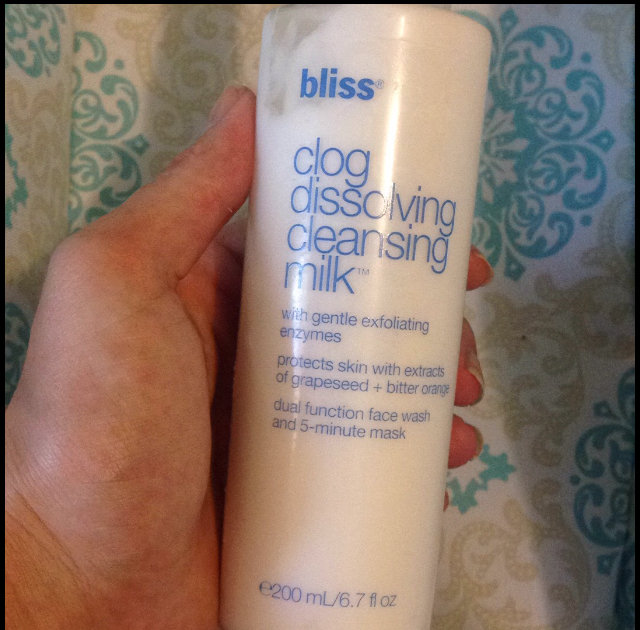 bliss®
clog
dissolving
cleansing
milk™
with gentle exfoliating
enzymes
protects skin with extracts
of grapeseed + bitter orange
dual function face wash
and 5-minute mask
℮200 mL/6.7 fl oz